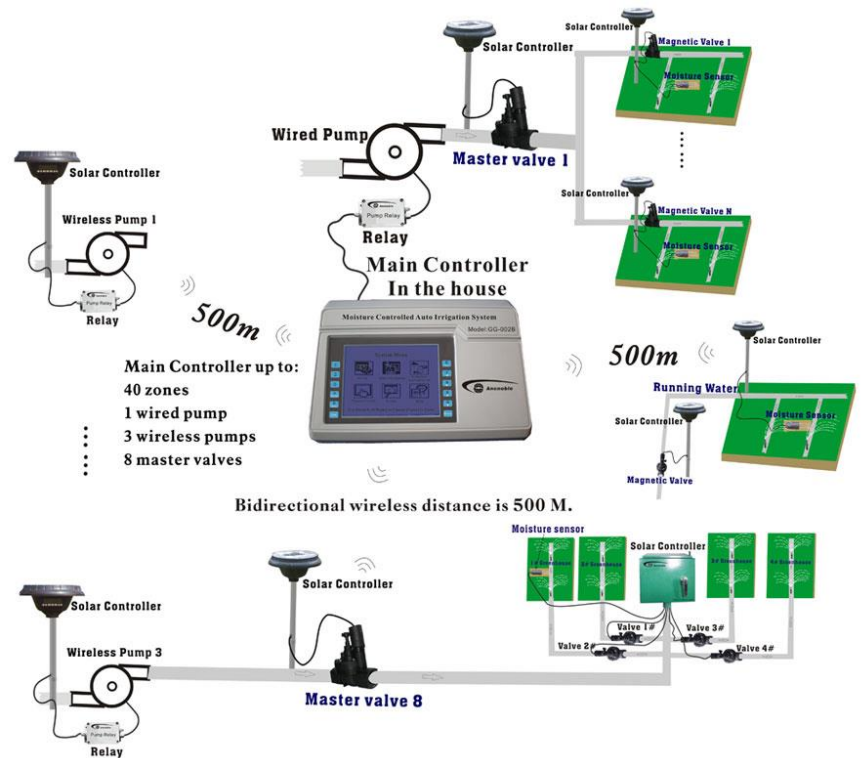 Solar Controller
Magnetic Valve 1
Moisture Sensor
Solar Controller
Wired Pump
Master valve 1
Solar Controller
Magnetic Valve N
Moisture Sensor
Solar Controller
Wireless Pump 1
Pump Relay
Relay
Pump Relay
Relay
Main Controller
In the house
500m
Moisture Controlled Auto Irrigation System
Model:GG-002B
500m
Main Controller up to:
40 zones
1 wired pump
3 wireless pumps
8 master valves
Solar Controller
Running Water
Moisture Sensor
Solar Controller
Magnetic Valve
Bidirectional wireless distance is 500 M.
Moisture sensor
Solar Controller
Valve 1#
Valve 3#
Valve 2#
Valve 4#
Solar Controller
Solar Controller
Wireless Pump 3
Master valve 8
Pump Relay
Relay